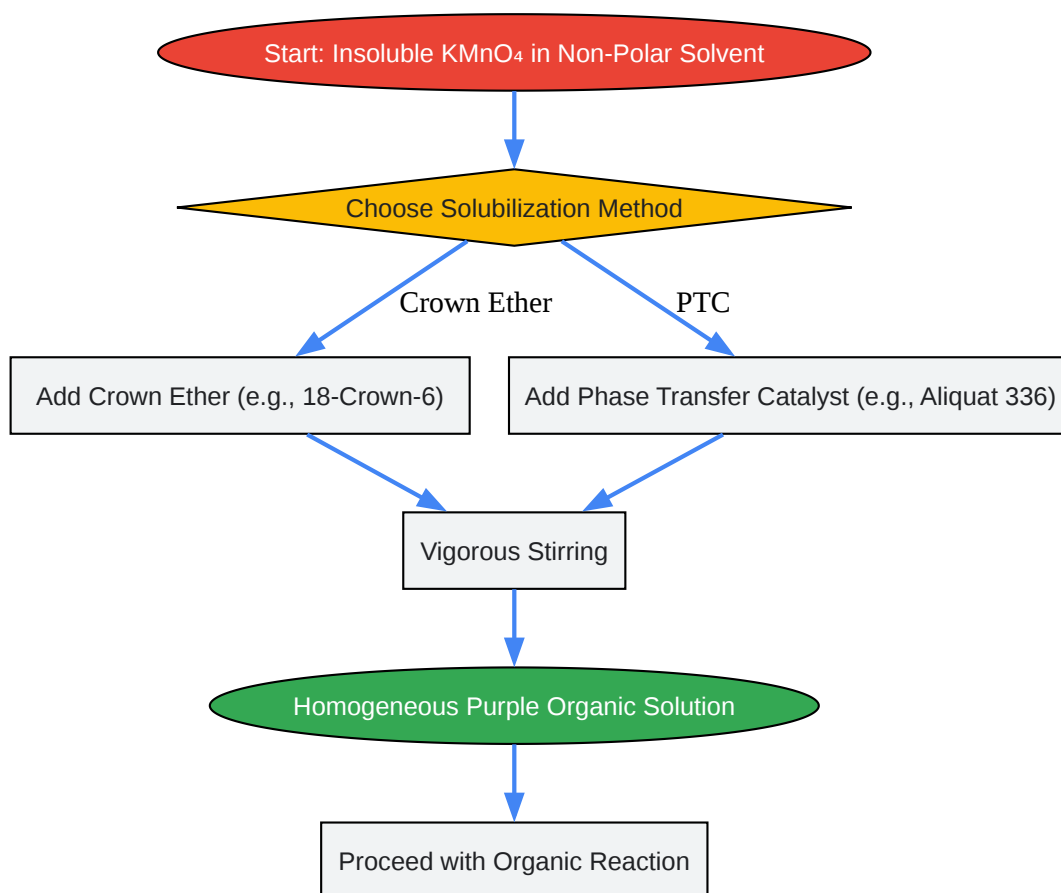 Start: Insoluble KMnO₄ in Non-Polar Solvent
Choose Solubilization Method
Crown Ether
PTC
Add Crown Ether (e.g., 18-Crown-6)
Add Phase Transfer Catalyst (e.g., Aliquat 336)
Vigorous Stirring
Homogeneous Purple Organic Solution
Proceed with Organic Reaction